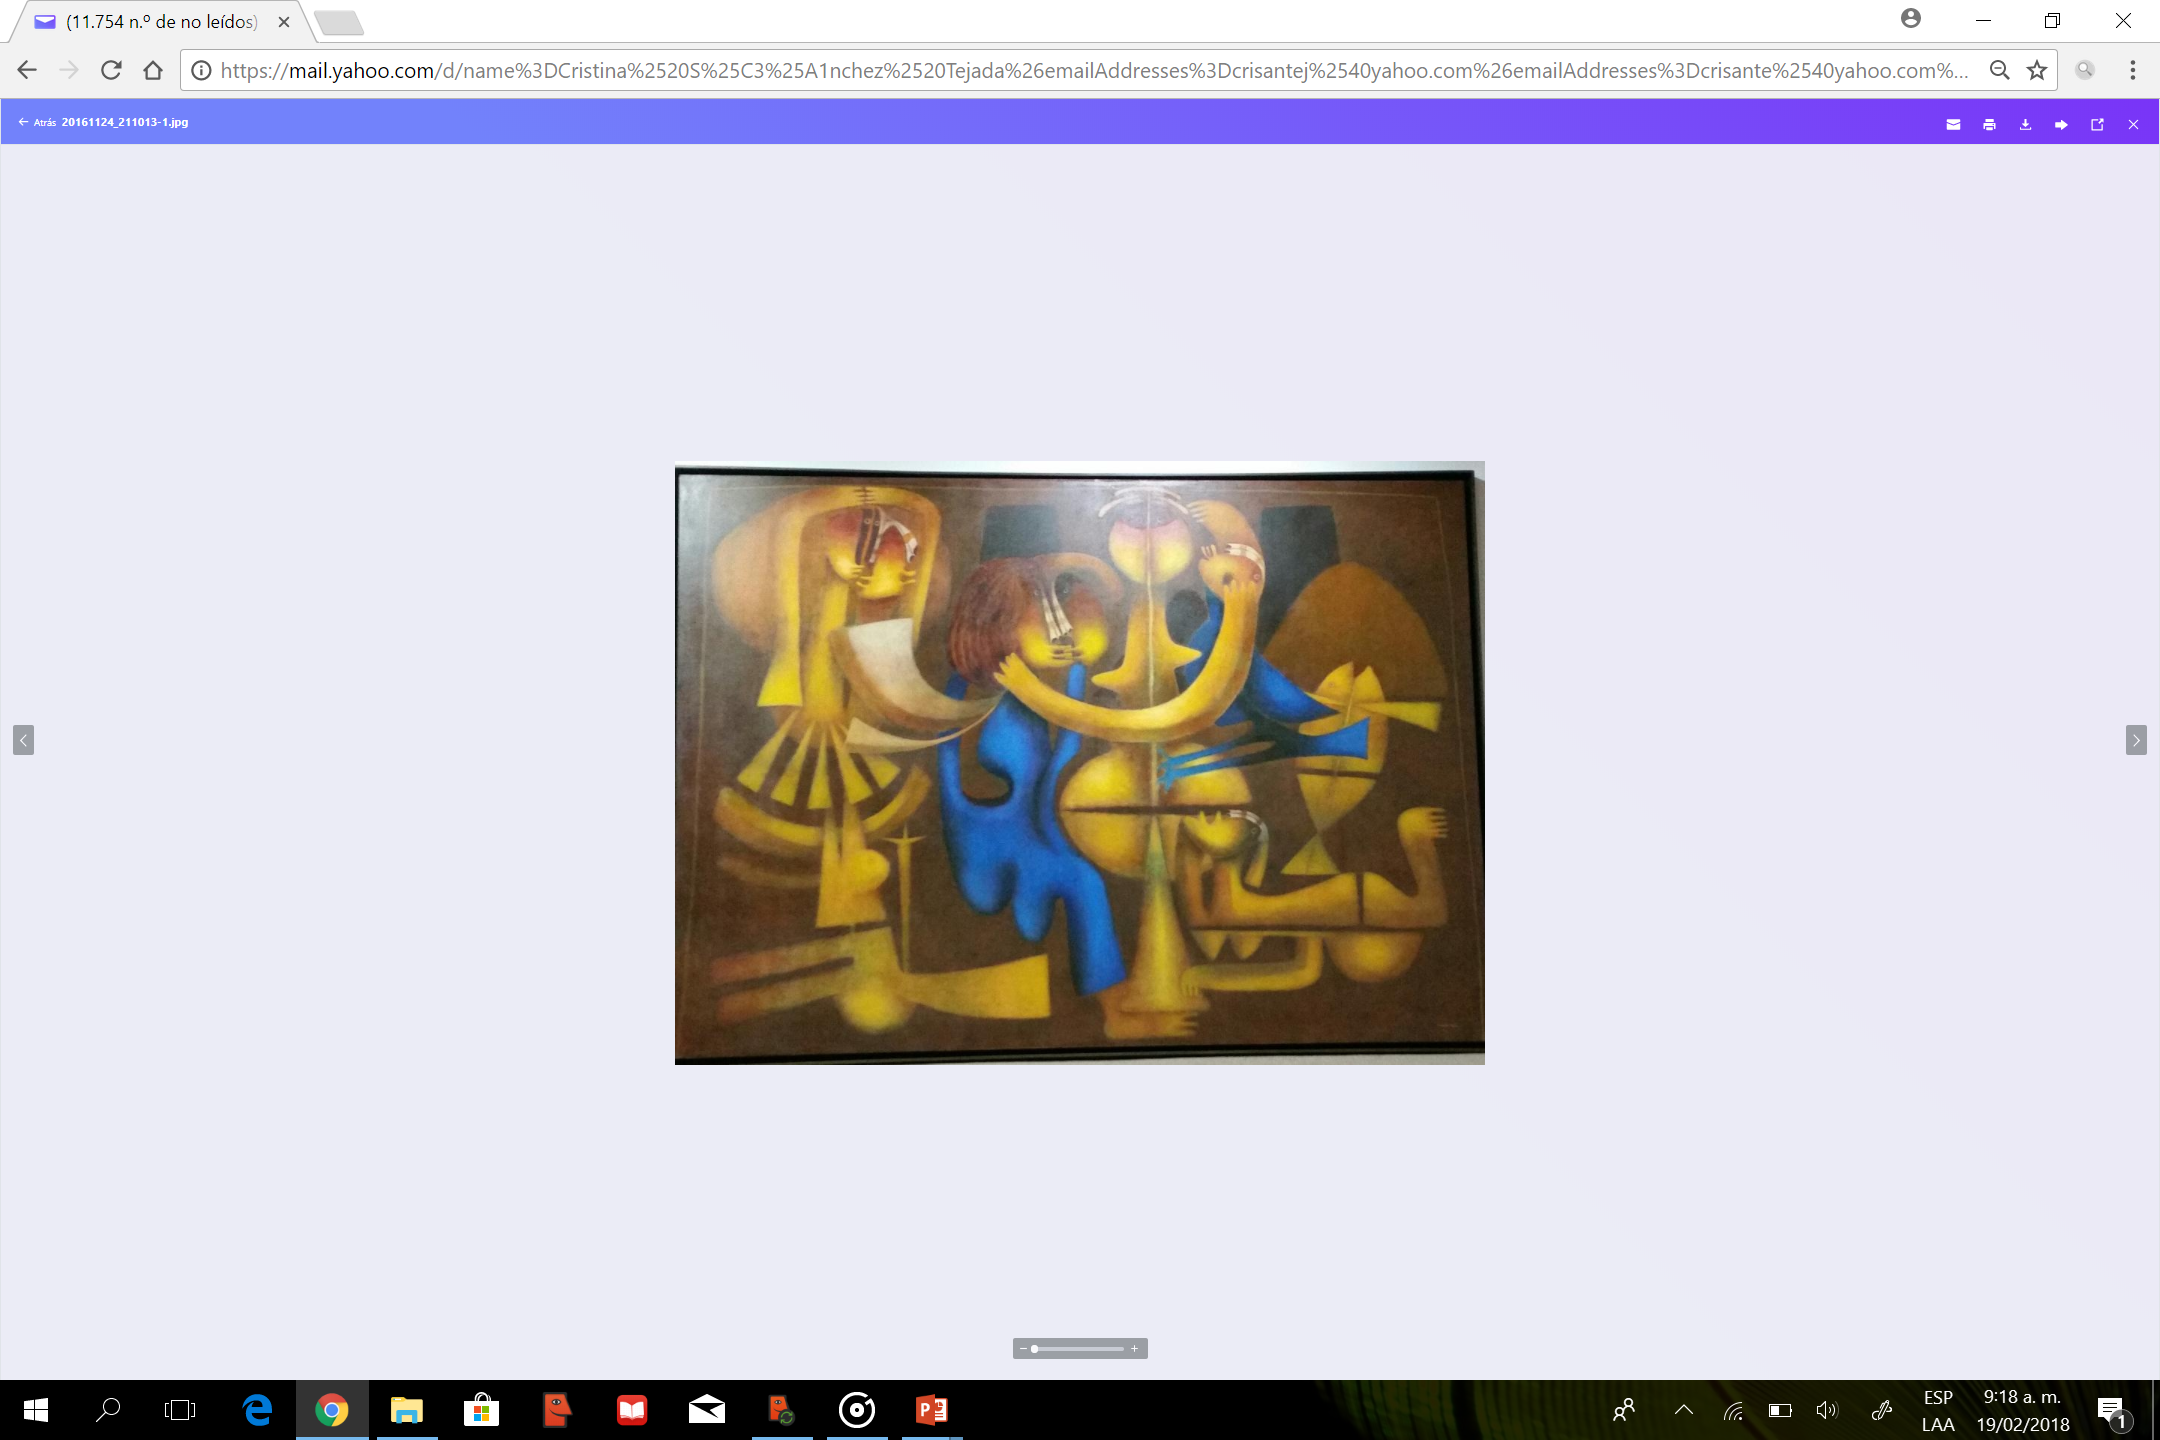 (11.754 n.º de no leídos)
https://mail.yahoo.com/d/name%3DCristina%2520S%25C3%25A1nchez%2520Tejada%26emailAddresses%3Dcrisantej%2540yahoo.com%26emailAddresses%3Dcrisante%2540yahoo.com%...
Atrás 20161124_211013-1.jpg
ESP 9:18 a. m.
LAA 19/02/2018
1